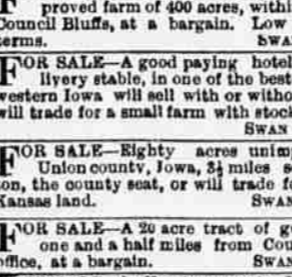 proved farm of 400 acres, withi
Council Bluffs, at a bargain. Low
terms. SWAN
FOR SALE—A good paying hotel
livery stable, in one of the best
western Iowa will sell with or witho
will trade for a small farm with stock
SWAN
FOR SALE—Eighty acres unimp
Union county, Iowa, 3½ miles s
ton, the county seat, or will trade fo
Kansas land. SWAN
FOR SALE—A 20 acre tract of g
one and a half miles from Cou
office, at a bargain. SWAN